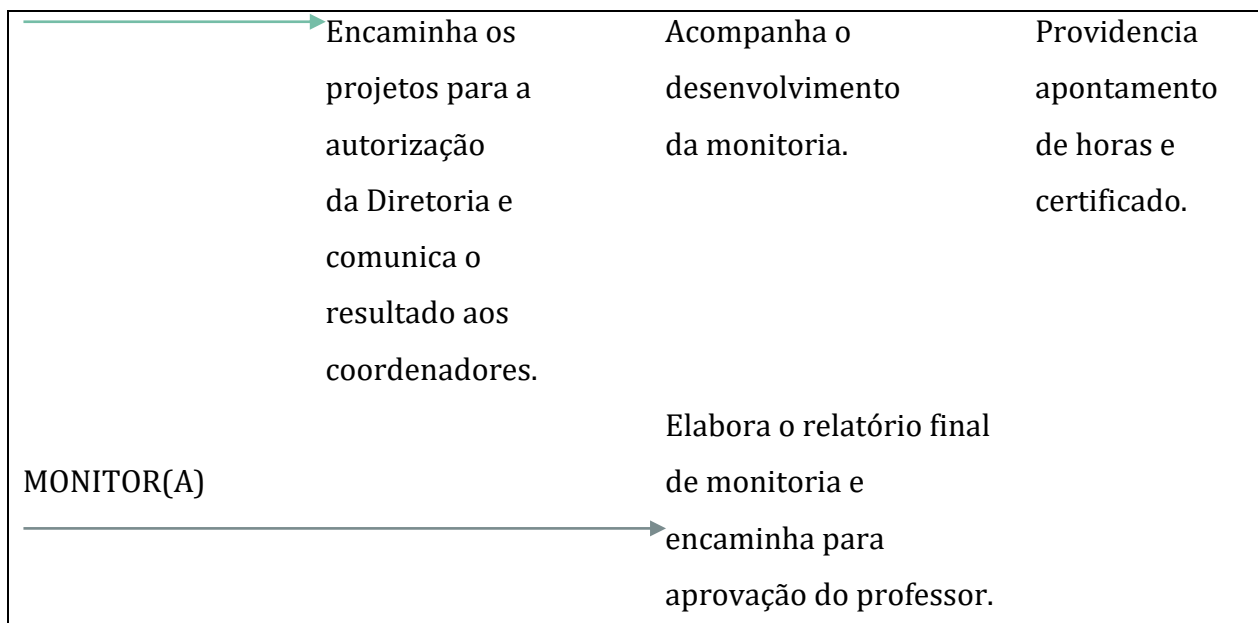 Encaminha os
projetos para a
autorização
da Diretoria e
comunica o
resultado aos
coordenadores.
Acompanha o
desenvolvimento
da monitoria.
Providencia
apontamento
de horas e
certificado.
MONITOR(A)
Elabora o relatório final
de monitoria e
encaminha para
aprovação do professor.